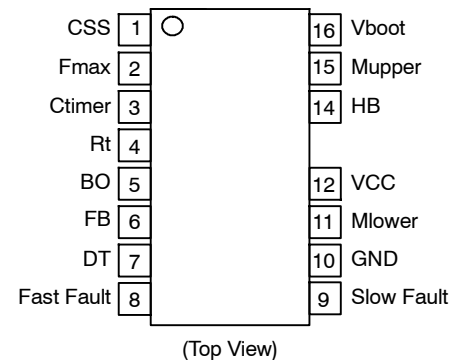 CSS 1 16 Vboot
Fmax 2 15 Mupper
Ctimer 3 14 HB
Rt 4
BO 5 12 VCC
FB 6 11 Mlower
DT 7 10 GND
Fast Fault 8 9 Slow Fault
(Top View)